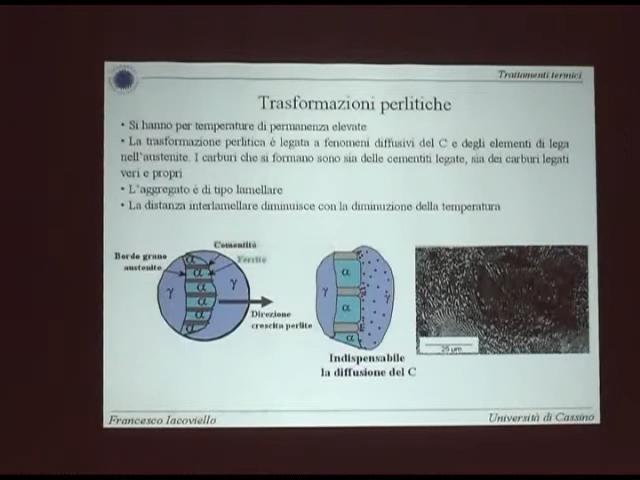 Trattamenti termici
Trasformazioni perlitiche
• Si hanno per temperature di permanenza elevate
• La trasformazione perlitica è legata a fenomeni diffusivi del C e degli elementi di lega
nell'austenite. I carburi che si formano sono sia delle cementiti legate, sia dei carburi legati
veri e propri
• L'aggregato è di tipo lamellare
• La distanza interlamellare diminuisce con la diminuzione della temperatura
Bordo grano
austenite
Cementite
Ferrite
α
α
α
α
α
α
γ
γ
Direzione
crescita perlite
γ
α
α
α
γ
Indispensabile
la diffusione del C
25 μm
Francesco Iacoviello
Università di Cassino